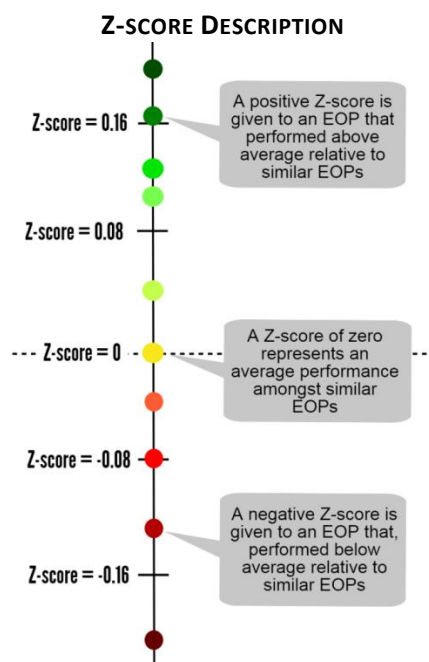 Z-SCORE DESCRIPTION
Z-score = 0.16
A positive Z-score is
given to an EOP that
performed above
average relative to
similar EOPs
Z-score = 0.08
Z-score = 0
A Z-score of zero
represents an
average performance
amongst similar
EOPs
Z-score = -0.08
A negative Z-score is
given to an EOP that,
performed below
average relative to
similar EOPs
Z-score = -0.16